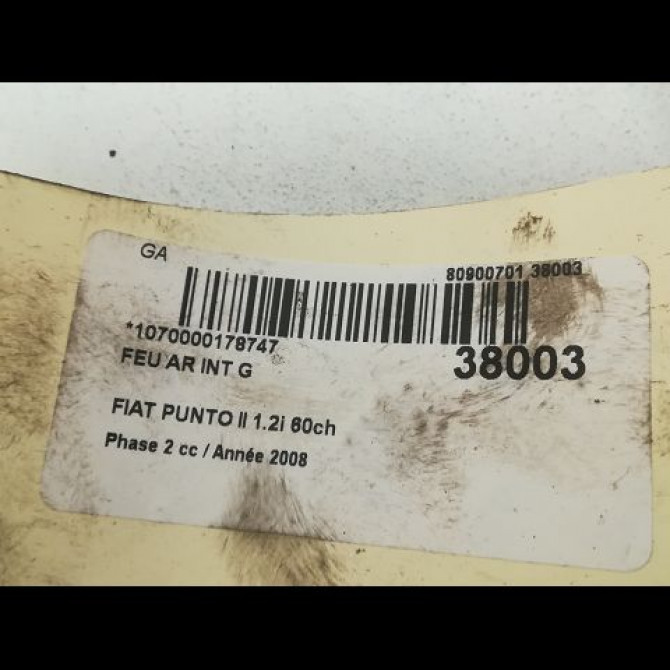 GA
80900701 38003
*1070000178747
38003
FEU AR INT G
FIAT PUNTO II 1.2i 60ch
Phase 2 cc / Année 2008